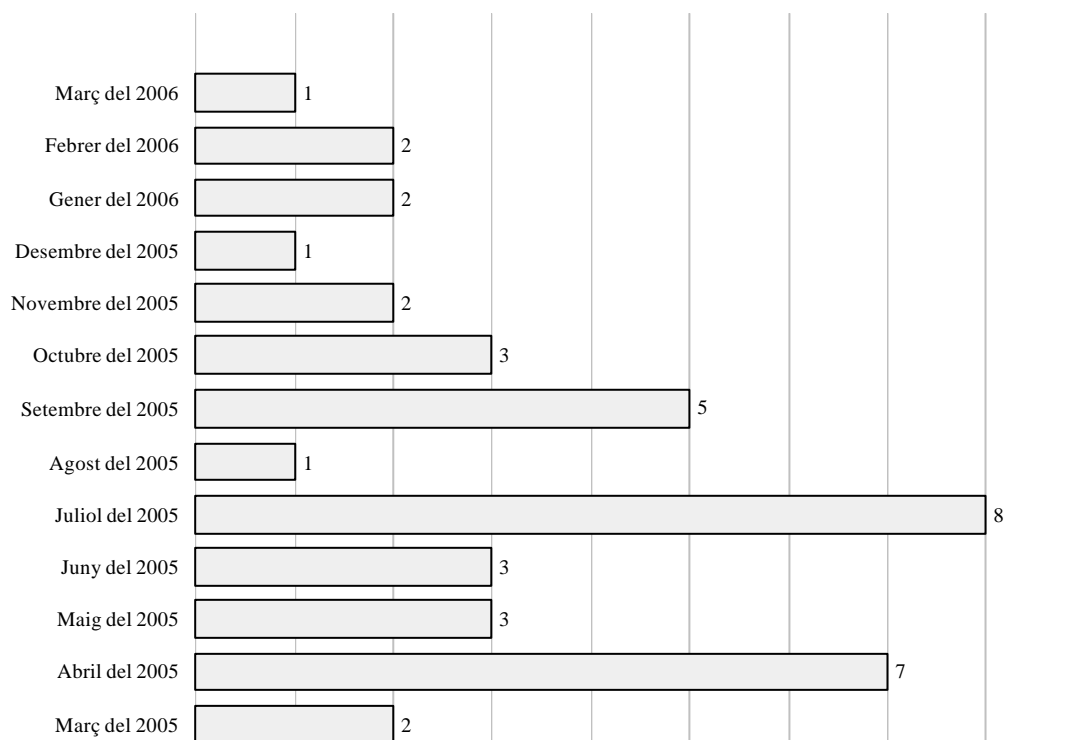 Març del 2006 1
Febrer del 2006 2
Gener del 2006 2
Desembre del 2005 1
Novembre del 2005 2
Octubre del 2005 3
Setembre del 2005 5
Agost del 2005 1
Juliol del 2005 8
Juny del 2005 3
Maig del 2005 3
Abril del 2005 7
Març del 2005 2